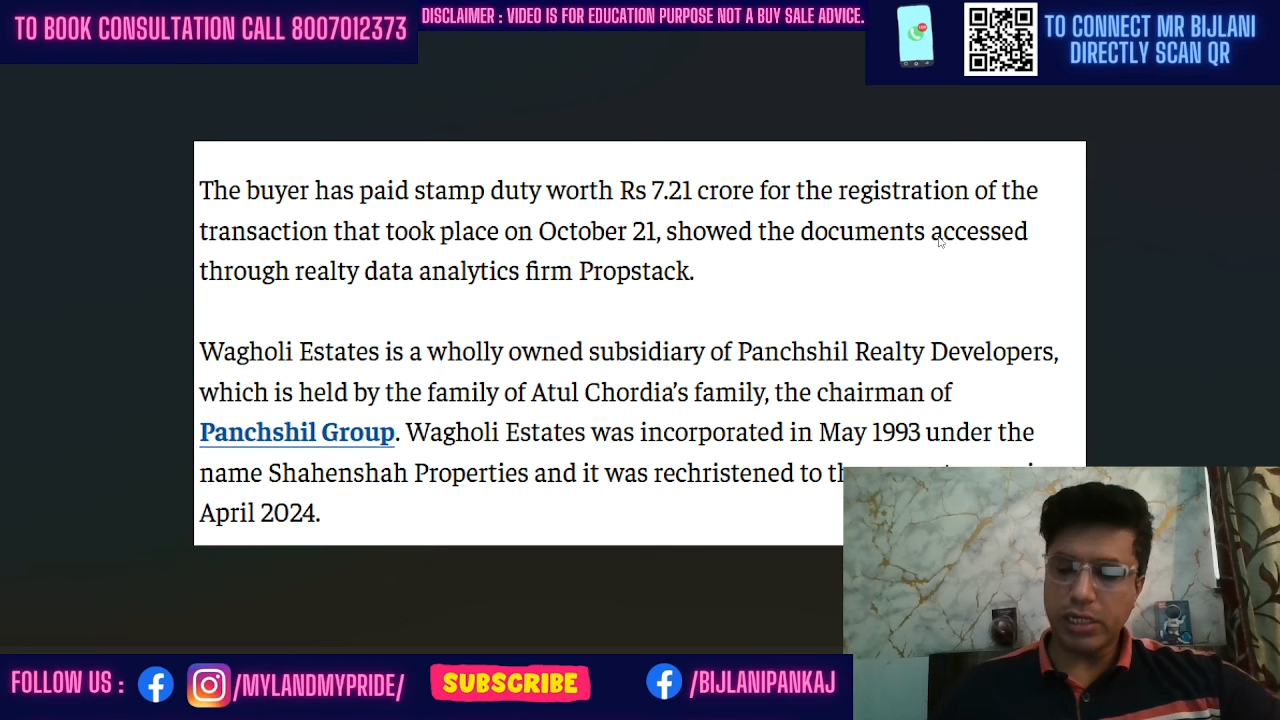 TO BOOK CONSULTATION CALL 8007012373
DISCLAIMER : VIDEO IS FOR EDUCATION PURPOSE NOT A BUY SALE ADVICE.
TO CONNECT MR BIJLANI
DIRECTLY SCAN QR
The buyer has paid stamp duty worth Rs 7.21 crore for the registration of the
transaction that took place on October 21, showed the documents accessed
through realty data analytics firm Propstack.
Wagholi Estates is a wholly owned subsidiary of Panchshil Realty Developers,
which is held by the family of Atul Chordia’s family, the chairman of
Panchshil Group. Wagholi Estates was incorporated in May 1993 under the
name Shahenshah Properties and it was rechristened to
April 2024.
FOLLOW US : /MYLANDMYPRIDE/ SUBSCRIBE /BIJLANIPANKAJ